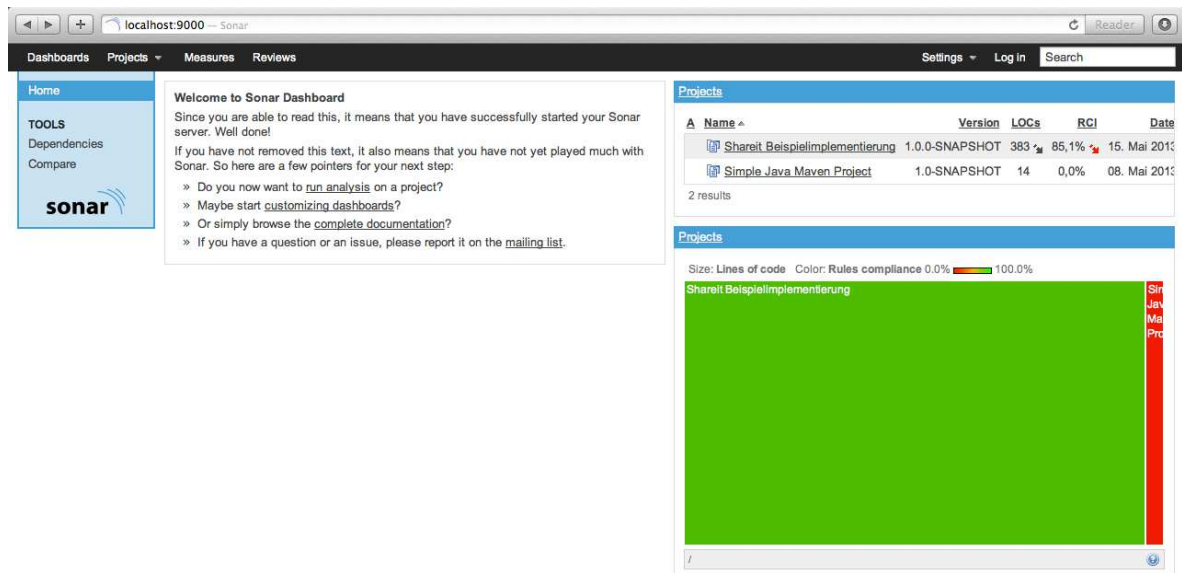 localhost:9000 — Sonar
Reader
Dashboards Projects Measures Reviews Settings Log in Search
Home
TOOLS
Dependencies
Compare
sonar
Welcome to Sonar Dashboard
Since you are able to read this, it means that you have successfully started your Sonar
server. Well done!
If you have not removed this text, it also means that you have not yet played much with
Sonar. So here are a few pointers for your next step:
» Do you now want to run analysis on a project?
» Maybe start customizing dashboards?
» Or simply browse the complete documentation?
» If you have a question or an issue, please report it on the mailing list.
Projects
A Name Version LOCs RCI Date
Shareit Beispielimplementierung 1.0.0-SNAPSHOT 383 85,1% 15. Mai 2013
Simple Java Maven Project 1.0-SNAPSHOT 14 0,0% 08. Mai 2013
2 results
Projects
Size: Lines of code Color: Rules compliance 0.0% 100.0%
Shareit Beispielimplementierung
Sim
Jav
Ma
Pro
/